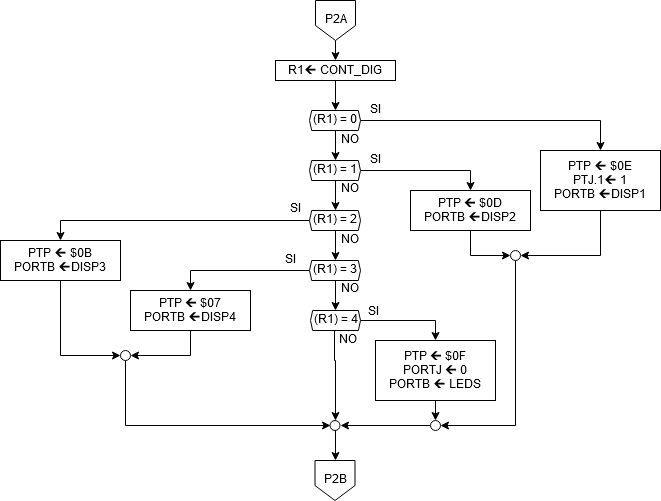 P2A
R1🡨 CONT_DIG
(R1) = 0
SI
NO
PTP 🡨 $0E
PTJ.1🡨 1
PORTB 🡨DISP1
(R1) = 1
SI
NO
PTP 🡨 $0D
PORTB 🡨DISP2
(R1) = 2
SI
NO
PTP 🡨 $0B
PORTB 🡨DISP3
(R1) = 3
SI
NO
PTP 🡨 $07
PORTB 🡨DISP4
(R1) = 4
SI
NO
PTP 🡨 $0F
PORTJ 🡨 0
PORTB 🡨 LEDS
P2B